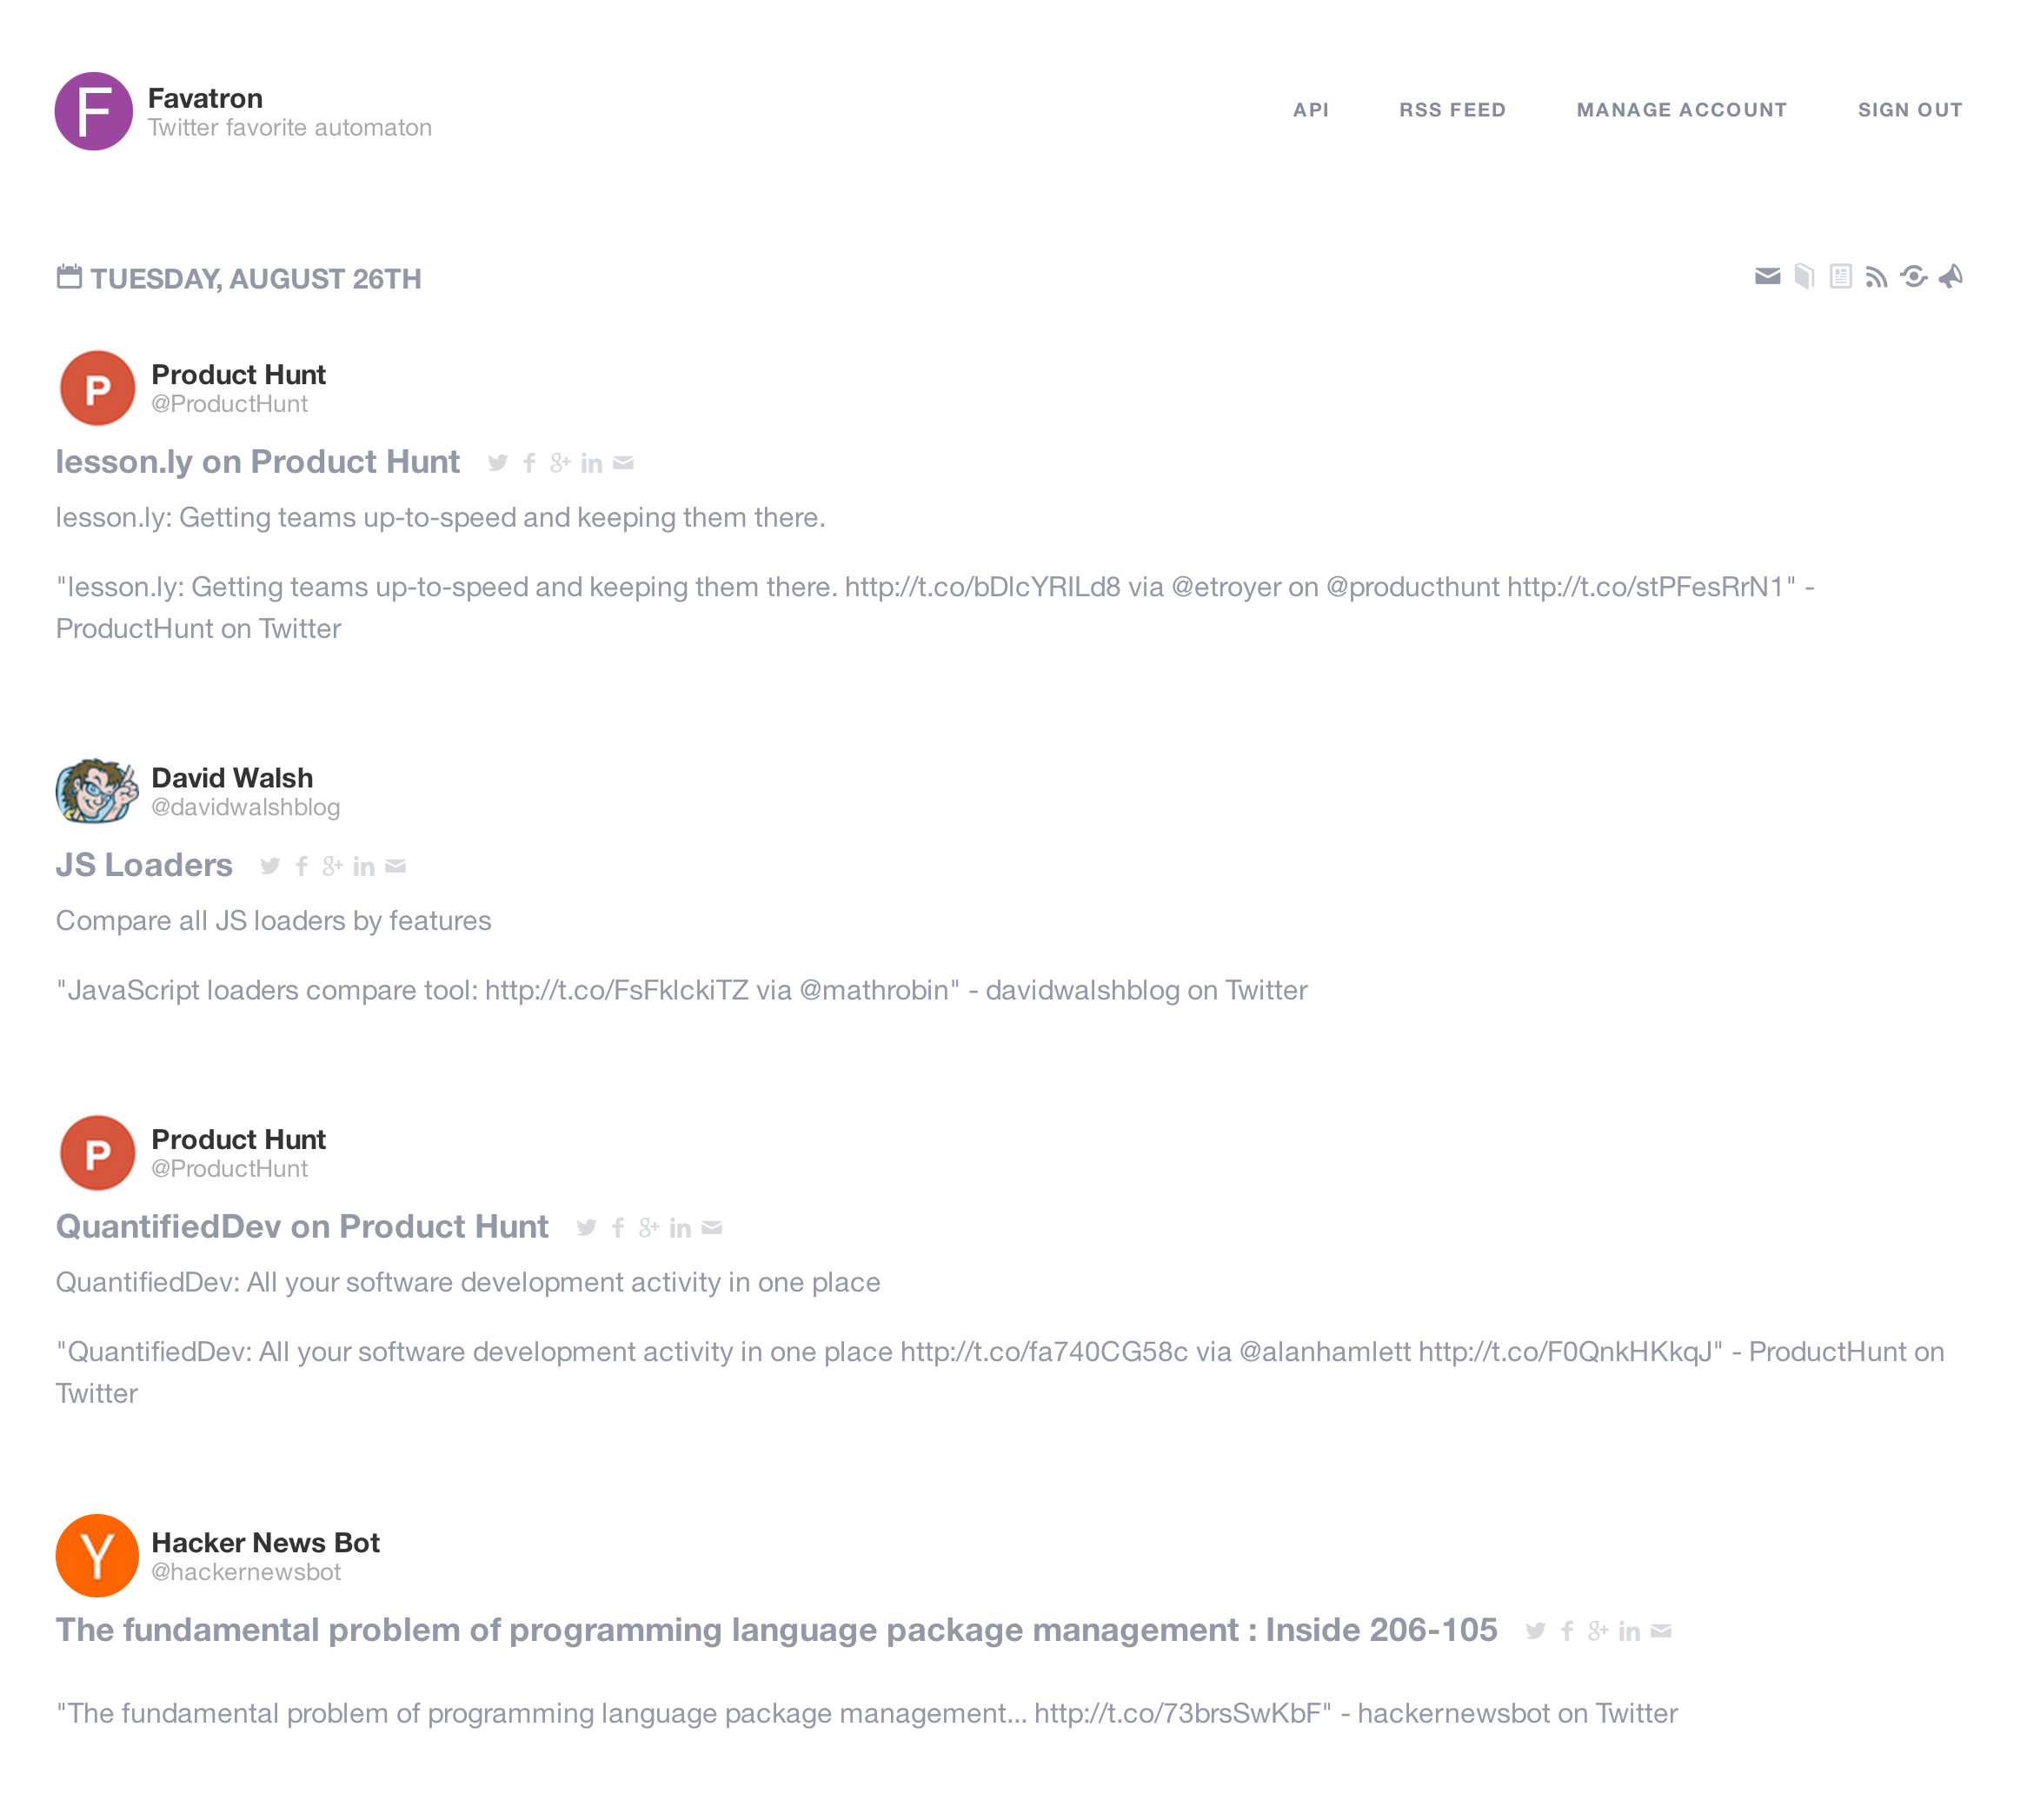 F
Favatron
Twitter favorite automaton
API RSS FEED MANAGE ACCOUNT SIGN OUT
TUESDAY, AUGUST 26TH
P
Product Hunt
@ProductHunt
lesson.ly on Product Hunt
lesson.ly: Getting teams up-to-speed and keeping them there.
"lesson.ly: Getting teams up-to-speed and keeping them there. http://t.co/bDlcYRlLd8 via @etroyer on @producthunt http://t.co/stPFesRrN1" -
ProductHunt on Twitter
David Walsh
@davidwalshblog
JS Loaders
Compare all JS loaders by features
"JavaScript loaders compare tool: http://t.co/FsFklckiTZ via @mathrobin" - davidwalshblog on Twitter
P
Product Hunt
@ProductHunt
QuantifiedDev on Product Hunt
QuantifiedDev: All your software development activity in one place
"QuantifiedDev: All your software development activity in one place http://t.co/fa740CG58c via @alanhamlett http://t.co/F0QnkHKkqJ" - ProductHunt on
Twitter
Y
Hacker News Bot
@hackernewsbot
The fundamental problem of programming language package management : Inside 206-105
"The fundamental problem of programming language package management... http://t.co/73brsSwKbF" - hackernewsbot on Twitter